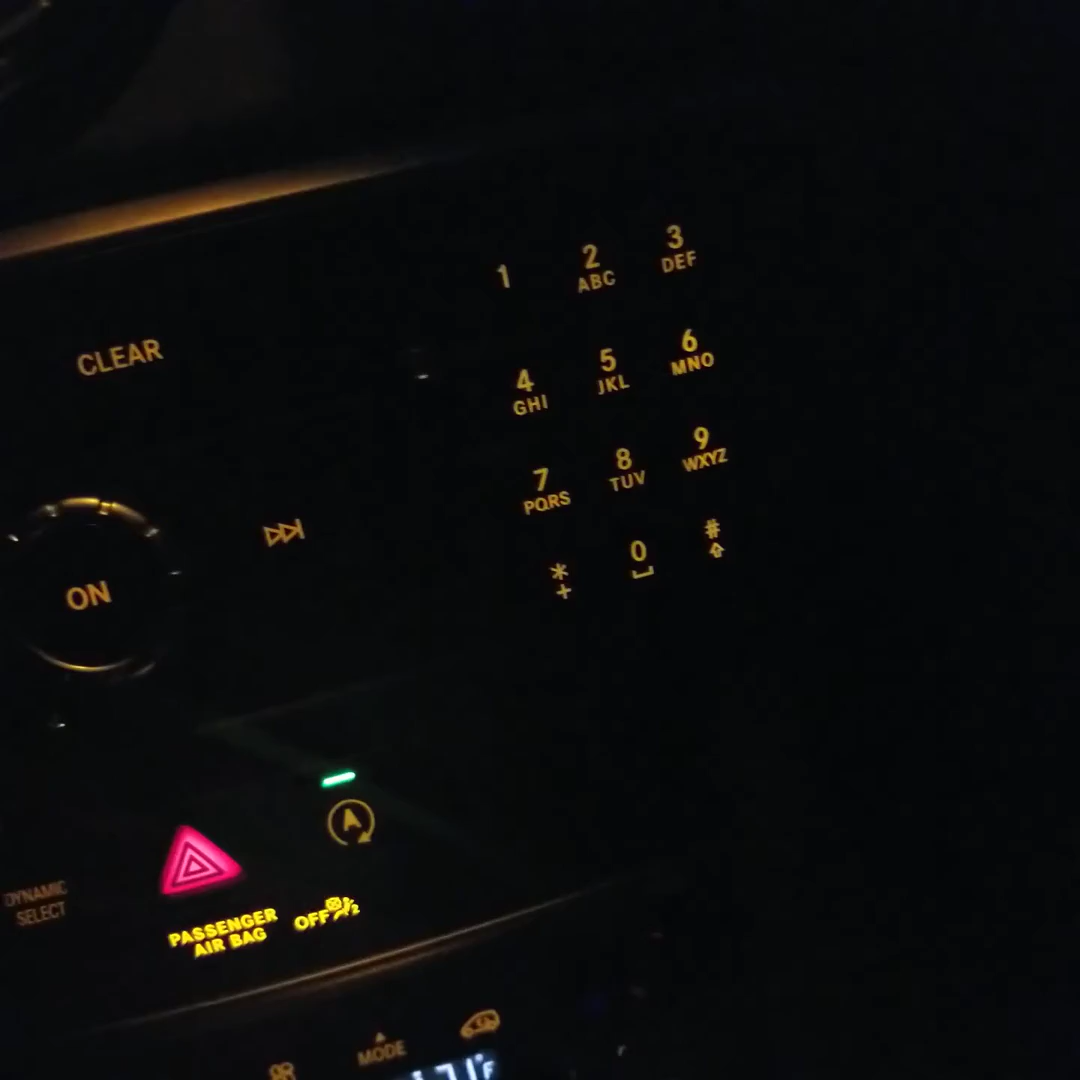 1
2
ABC
3
DEF
CLEAR
4
GHI
5
JKL
6
MNO
7
PQRS
8
TUV
9
WXYZ
*
+
0
#
ON
A
DYNAMIC
SELECT
PASSENGER
AIR BAG
OFF
2
MODE
°F